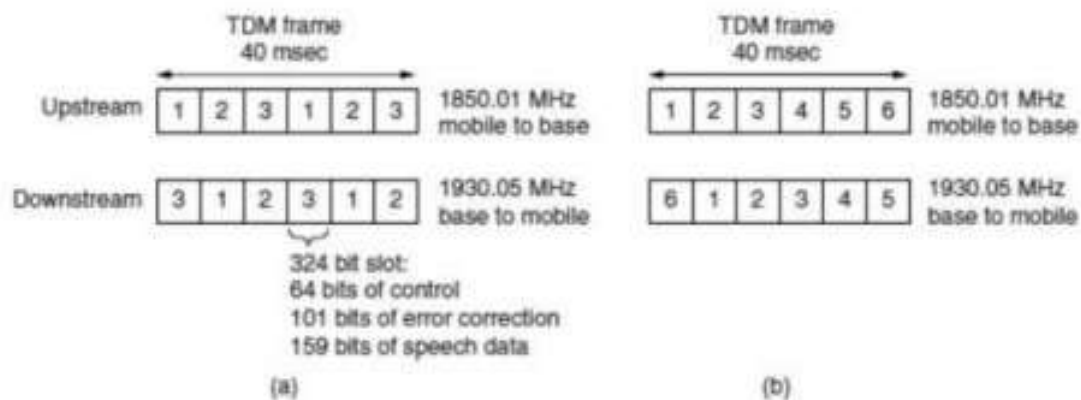 TDM frame
40 msec
Upstream 1 2 3 1 2 3 1850.01 MHz
mobile to base
Downstream 3 1 2 3 1 2 1930.05 MHz
base to mobile
324 bit slot:
64 bits of control
101 bits of error correction
159 bits of speech data
(a)
TDM frame
40 msec
1 2 3 4 5 6 1850.01 MHz
mobile to base
6 1 2 3 4 5 1930.05 MHz
base to mobile
(b)